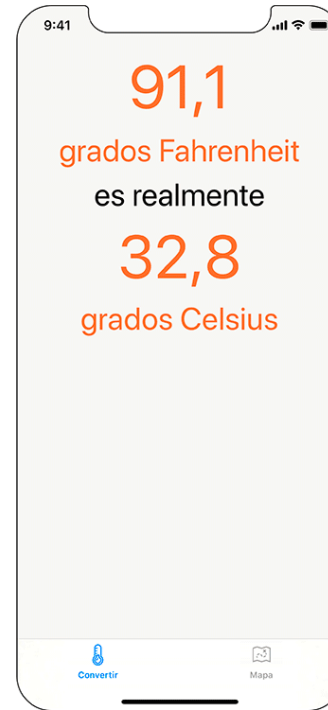 9:41
91,1
grados Fahrenheit
es realmente
32,8
grados Celsius
Convertir
Mapa